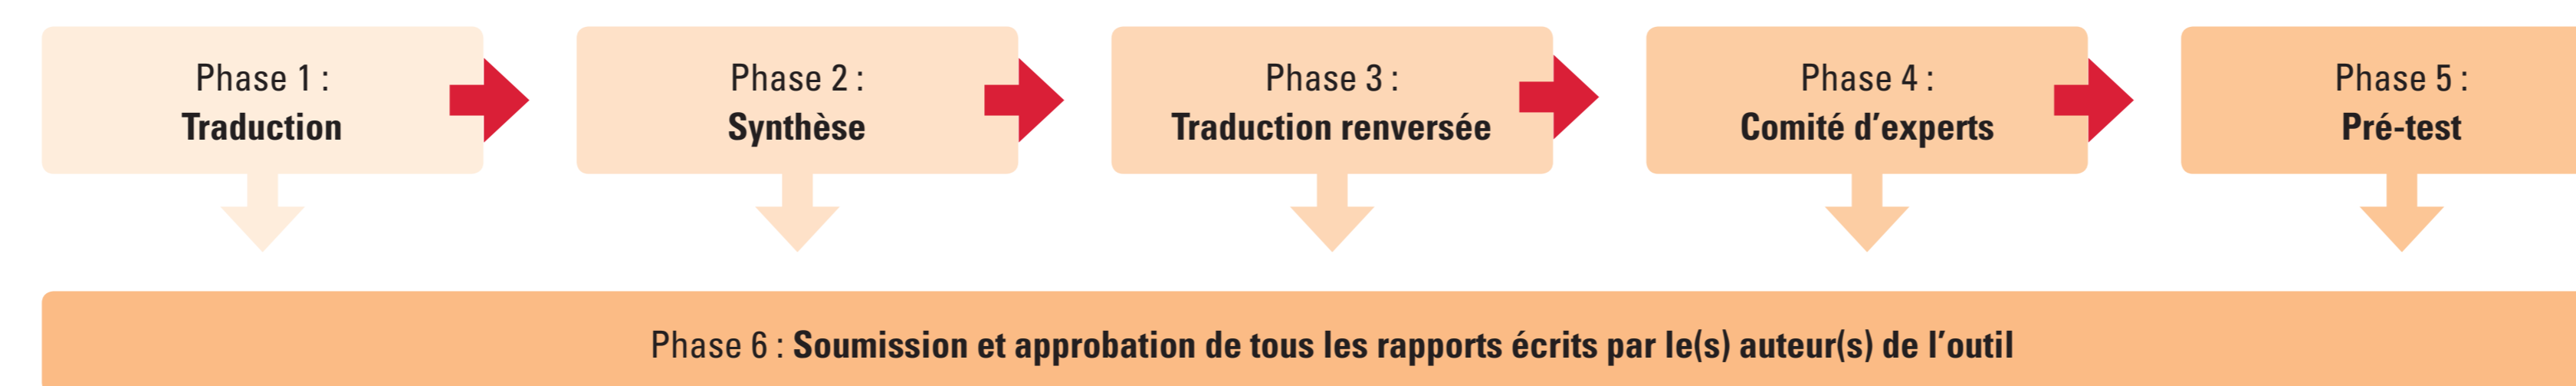 Phase 1 :
Traduction
Phase 2 :
Synthèse
Phase 3 :
Traduction renversée
Phase 4 :
Comité d’experts
Phase 5 :
Pré-test
Phase 6 : Soumission et approbation de tous les rapports écrits par le(s) auteur(s) de l’outil